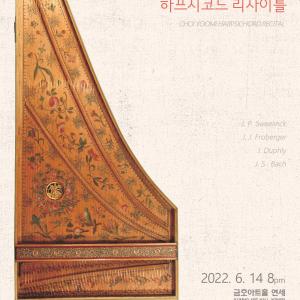 하프시코드 리사이틀
CHOI YOOMI HARPSICHORD RECITAL
J. P. Sweelinck
J. J. Froberger
J. Duphly
J. S. Bach
2022. 6. 14 8pm
금호아트홀 연세